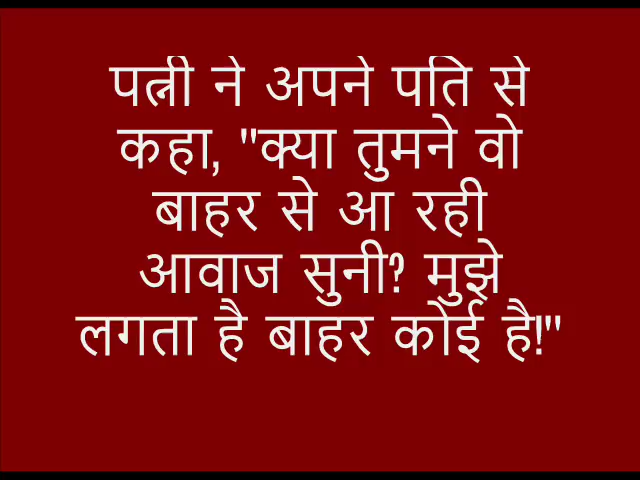 पत्नी ने अपने पति से
कहा, "क्या तुमने वो
बाहर से आ रही
आवाज सुनी? मुझे
लगता है बाहर कोई है!"